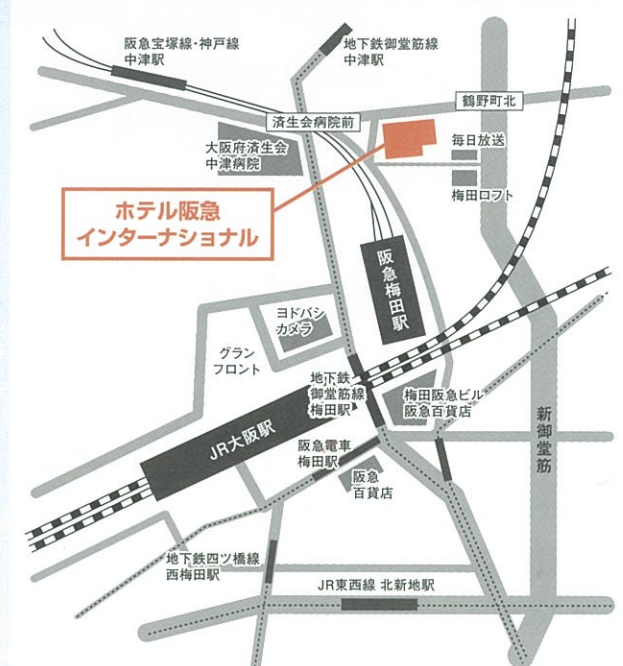 阪急宝塚線・神戸線
中津駅
地下鉄御堂筋線
中津駅
鶴野町北
済生会病院前
大阪府済生会
中津病院
毎日放送
梅田ロフト
ホテル阪急
インターナショナル
阪急梅田駅
ヨドバシ
カメラ
グラン
フロント
地下鉄
御堂筋線
梅田駅
梅田阪急ビル
阪急百貨店
新御堂筋
JR大阪駅
阪急電車
梅田駅
阪急
百貨店
地下鉄四ツ橋線
西梅田駅
JR東西線 北新地駅